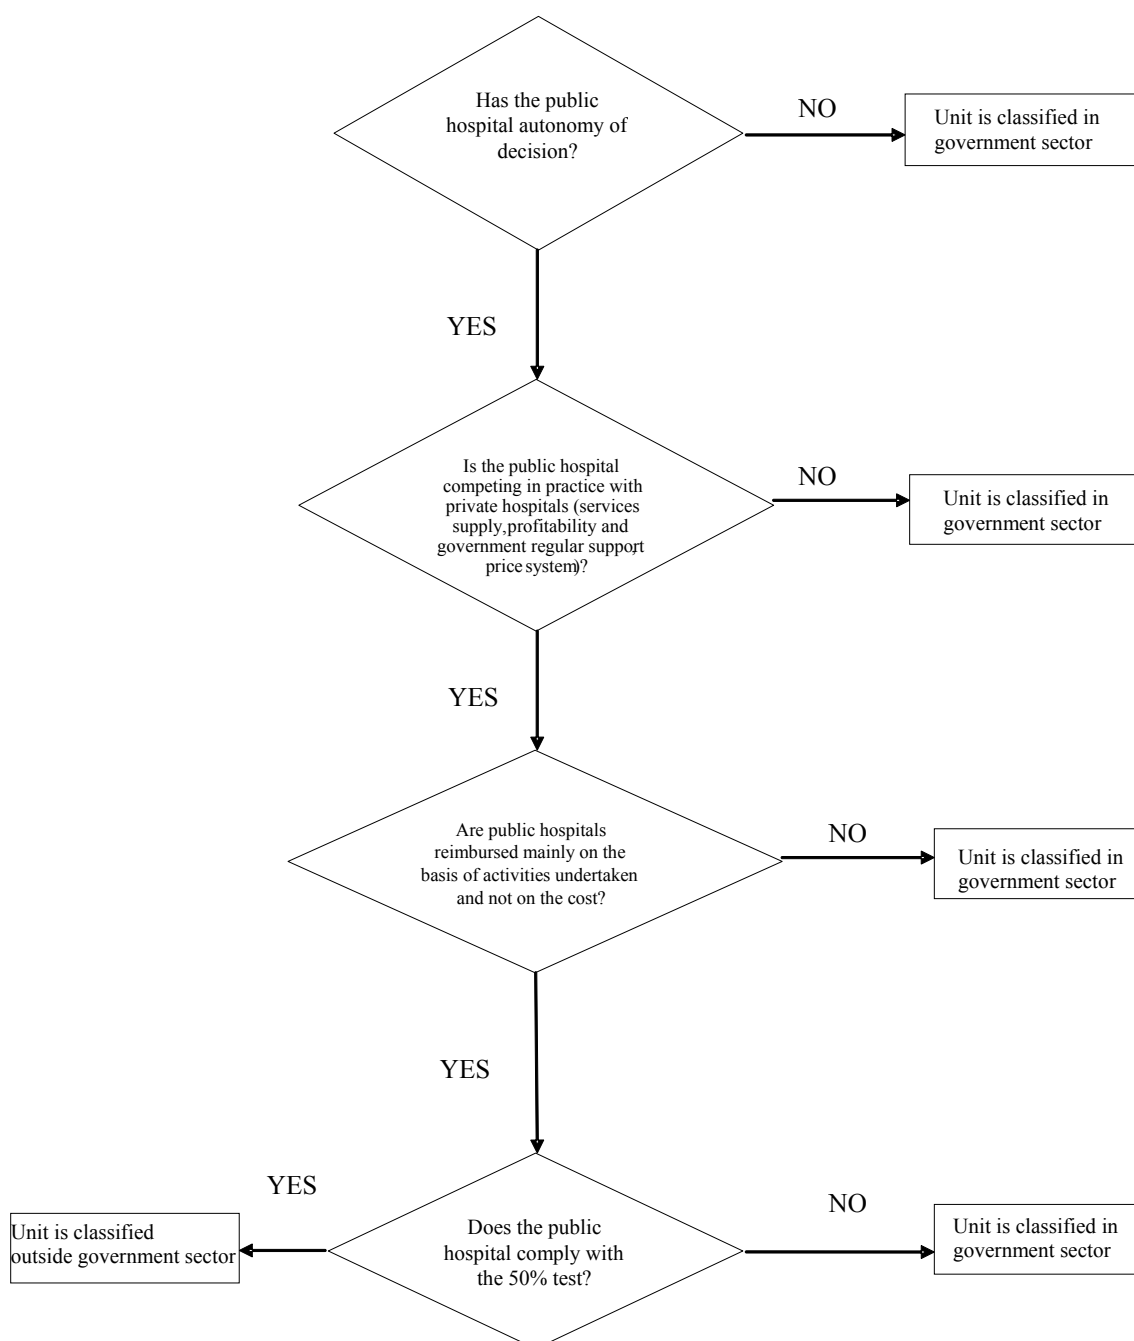 Has the public
hospital autonomy of
decision?
NO
Unit is classified in
government sector
YES
Is the public hospital
competing in practice with
private hospitals (services
supply,profitability and
government regular support,
price system)?
NO
Unit is classified in
government sector
YES
Are public hospitals
reimbursed mainly on the
basis of activities undertaken
and not on the cost?
NO
Unit is classified in
government sector
YES
YES
Unit is classified
outside government sector
Does the public
hospital comply with
the 50% test?
NO
Unit is classified in
government sector